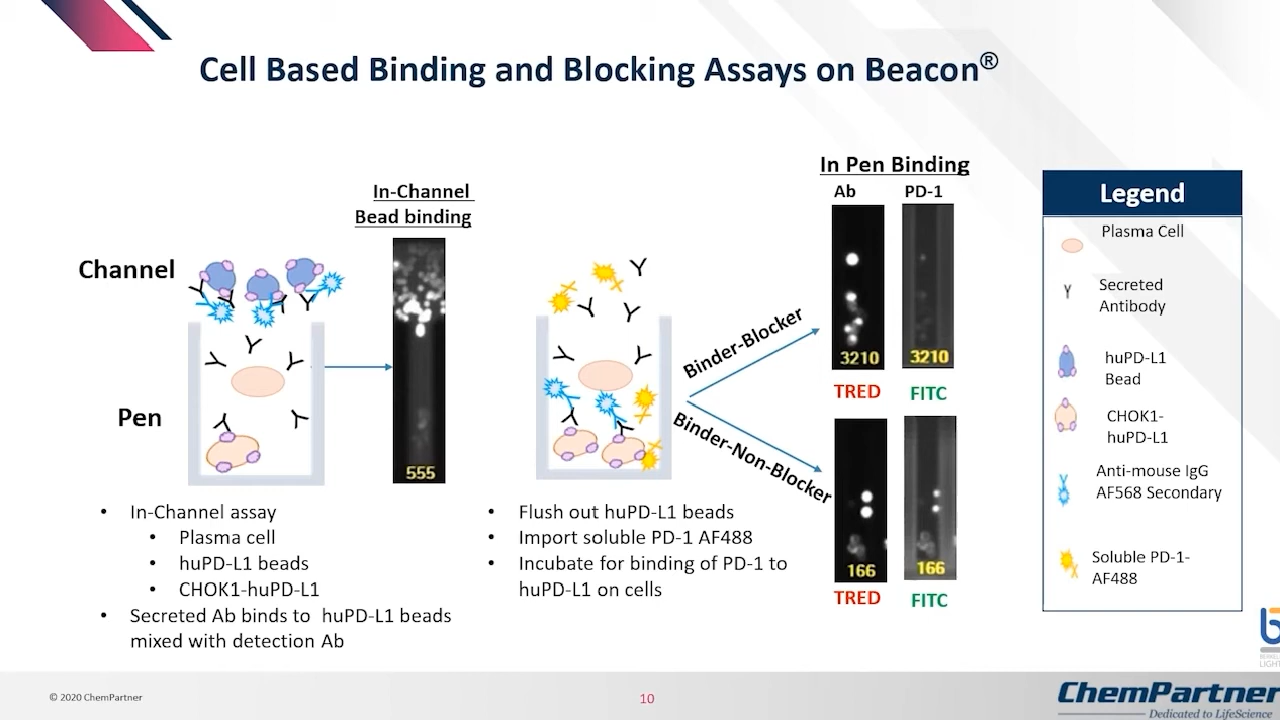 Cell Based Binding and Blocking Assays on Beacon®
In-Channel
Bead binding
Channel
Pen
555
• In-Channel assay
• Plasma cell
• huPD-L1 beads
• CHOK1-huPD-L1
• Secreted Ab binds to huPD-L1 beads
mixed with detection Ab
• Flush out huPD-L1 beads
• Import soluble PD-1 AF488
• Incubate for binding of PD-1 to
huPD-L1 on cells
Binder-Blocker
Binder-Non-Blocker
In Pen Binding
Ab PD-1
3210 3210
TRED FITC
166 166
TRED FITC
Legend
Plasma Cell
Secreted
Antibody
huPD-L1
Bead
CHOK1-
huPD-L1
Anti-mouse IgG
AF568 Secondary
Soluble PD-1-
AF488
© 2020 ChemPartner
10
ChemPartner
Dedicated to LifeScience